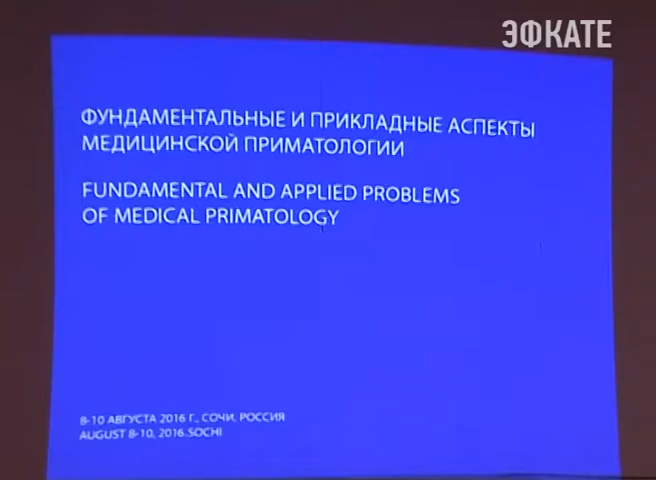 ЭФКАТЕ
ФУНДАМЕНТАЛЬНЫЕ И ПРИКЛАДНЫЕ АСПЕКТЫ
МЕДИЦИНСКОЙ ПРИМАТОЛОГИИ
FUNDAMENTAL AND APPLIED PROBLEMS
OF MEDICAL PRIMATOLOGY
8-10 АВГУСТА 2016 Г., СОЧИ, РОССИЯ
AUGUST 8-10, 2016 SOCHI